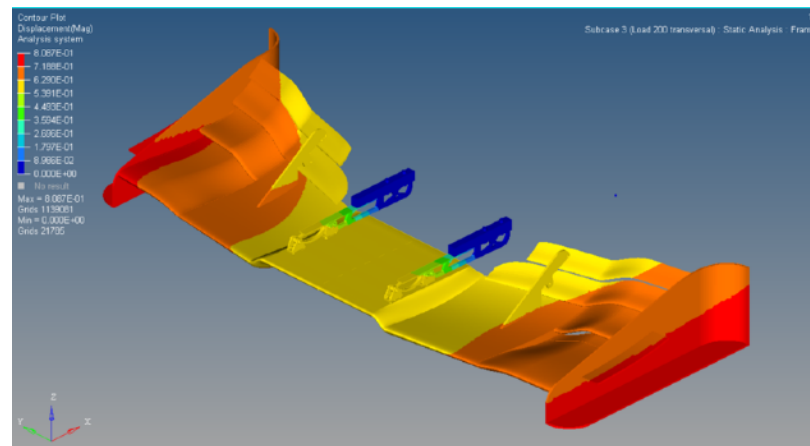 Contour Plot
Displacement(Mag)
Analysis system
8.087E-01
7.188E-01
6.290E-01
5.391E-01
4.493E-01
3.594E-01
2.696E-01
1.797E-01
8.986E-02
0.000E+00
No result
Max = 8.087E-01
Grids 1139081
Min = 0.000E+00
Grids 21785
Subcase 3 (Load 200 transversal) : Static Analysis : Fram
Z
Y
X